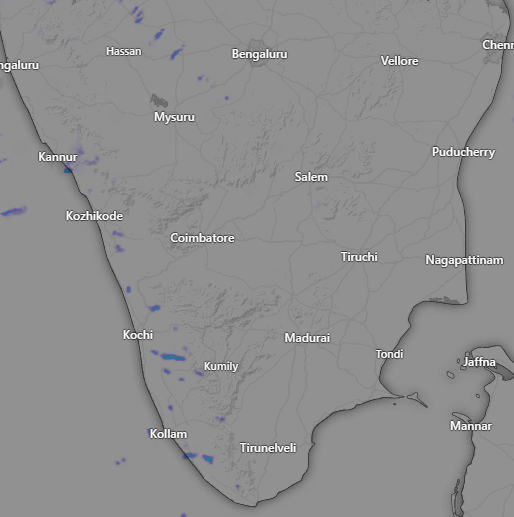 Hassan
Bengaluru
Chenn
ngaluru
Vellore
Mysuru
Kannur
Puducherry
Salem
Kozhikode
Coimbatore
Tiruchi
Nagapattinam
Kochi
Madurai
Tondi
Kumily
Jaffna
Kollam
Mannar
Tirunelveli